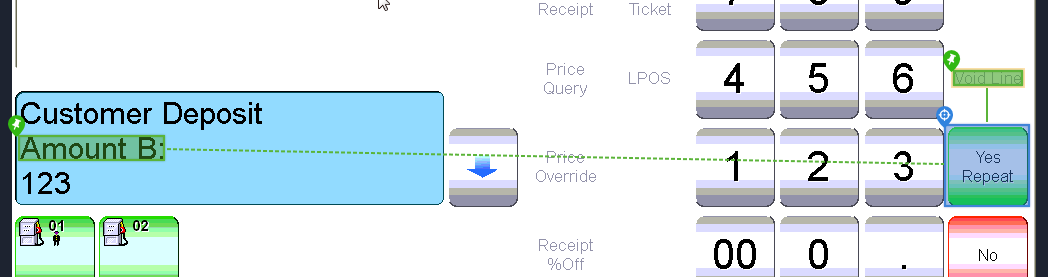 Receipt Ticket
Price
Query
LPOS
4 5 6
Void Line
Customer Deposit
Amount B:
123
Price
Override
1 2 3
Yes
Repeat
01
02
Receipt
%Off
00 0 .
No